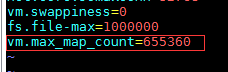 vm.swappiness=0
fs.file-max=1000000
vm.max_map_count=655360
~